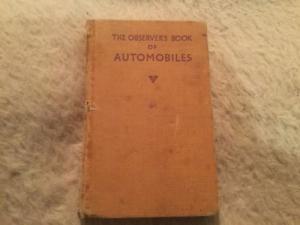 THE OBSERVER'S BOOK
OF
AUTOMOBILES